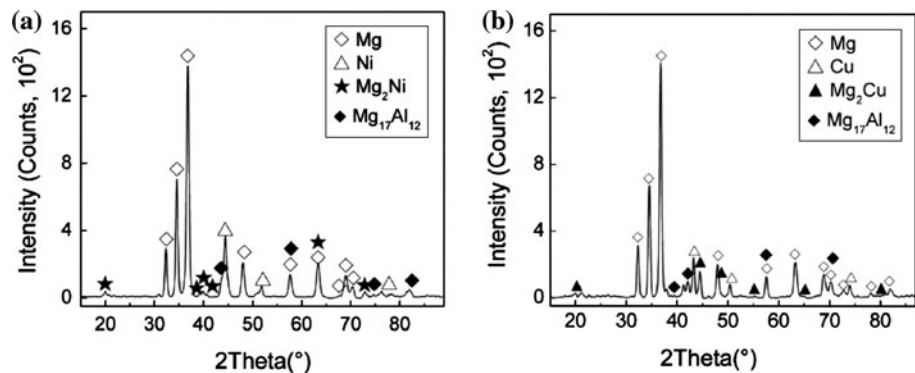 (a)
Intensity (Counts, 10²)
16
12
8
4
0
◇ Mg
△ Ni
★ Mg₂Ni
◆ Mg₁₇Al₁₂
20 30 40 50 60 70 80
2Theta(°)
(b)
Intensity (Counts, 10²)
16
12
8
4
0
◇ Mg
△ Cu
▲ Mg₂Cu
◆ Mg₁₇Al₁₂
20 30 40 50 60 70 80
2Theta(°)